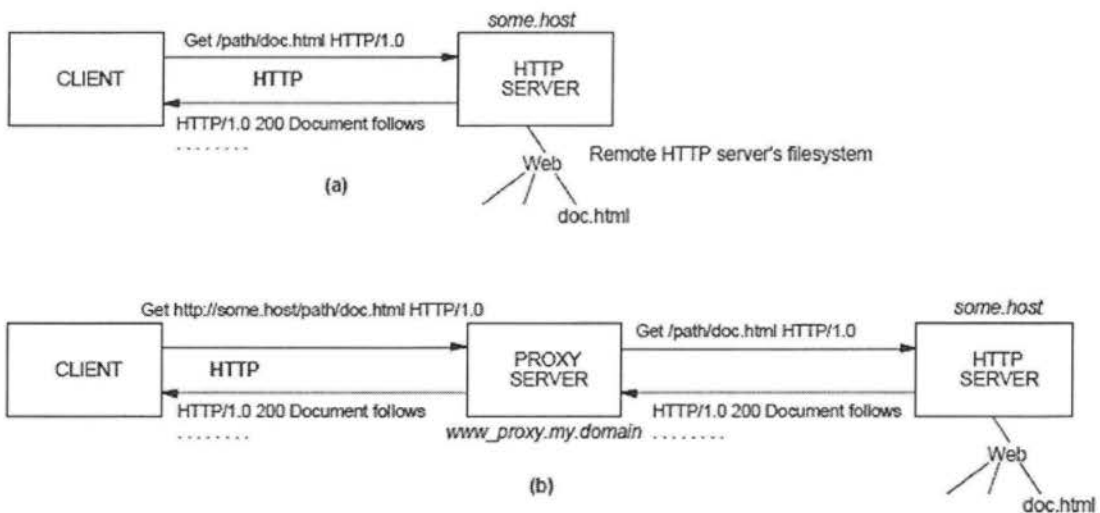 some.host
Get /path/doc.html HTTP/1.0
CLIENT
HTTP
HTTP
SERVER
HTTP/1.0 200 Document follows
. . . . . . . .
Remote HTTP server's filesystem
Web
(a)
doc.html
Get http://some.host/path/doc.html HTTP/1.0
some.host
Get /path/doc.html HTTP/1.0
CLIENT
HTTP
PROXY
SERVER
HTTP
SERVER
HTTP/1.0 200 Document follows
HTTP/1.0 200 Document follows
. . . . . . . .
www_proxy.my.domain
. . . . . . . .
Web
(b)
doc.html